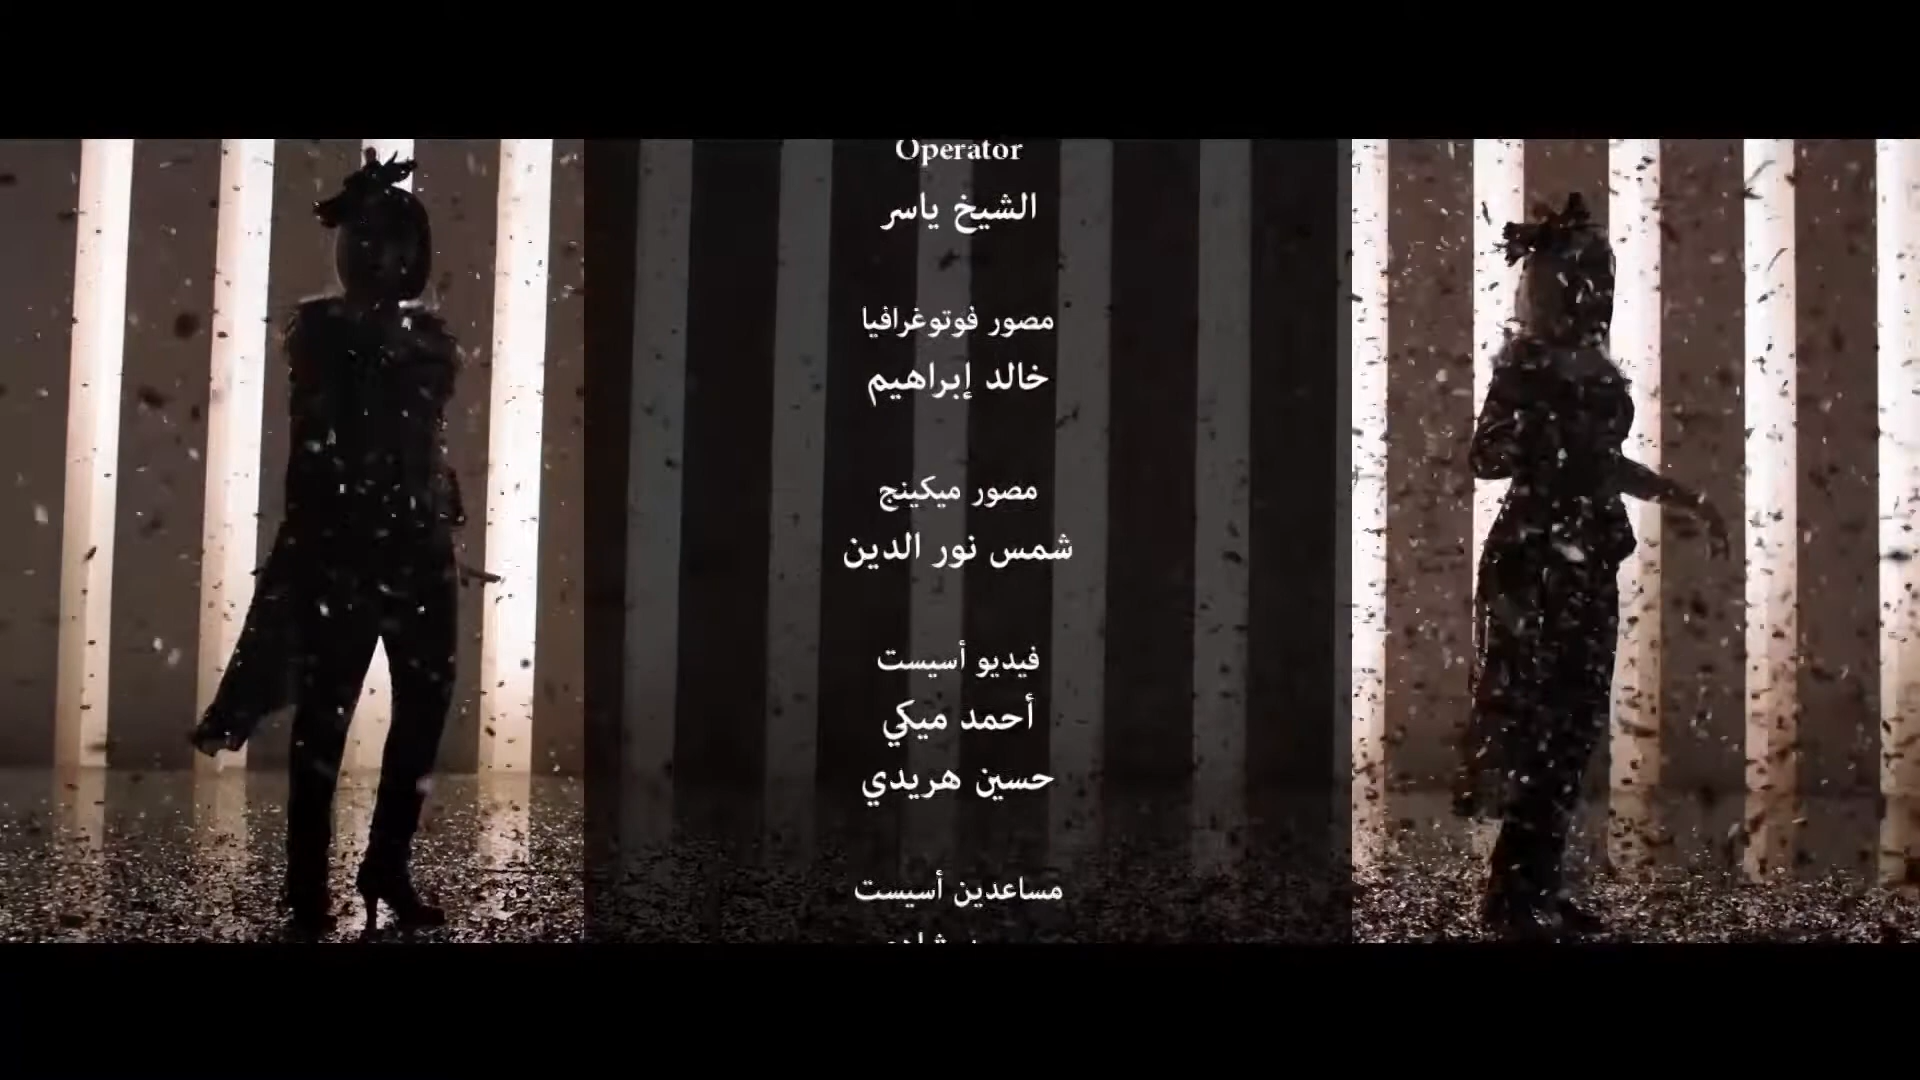 Operator
الشيخ ياسر
مصور فوتوغرافيا
خالد إبراهيم
مصور ميكينج
شمس نور الدين
فيديو أسيست
أحمد ميكي
حسين هريدي
مساعدين أسيست